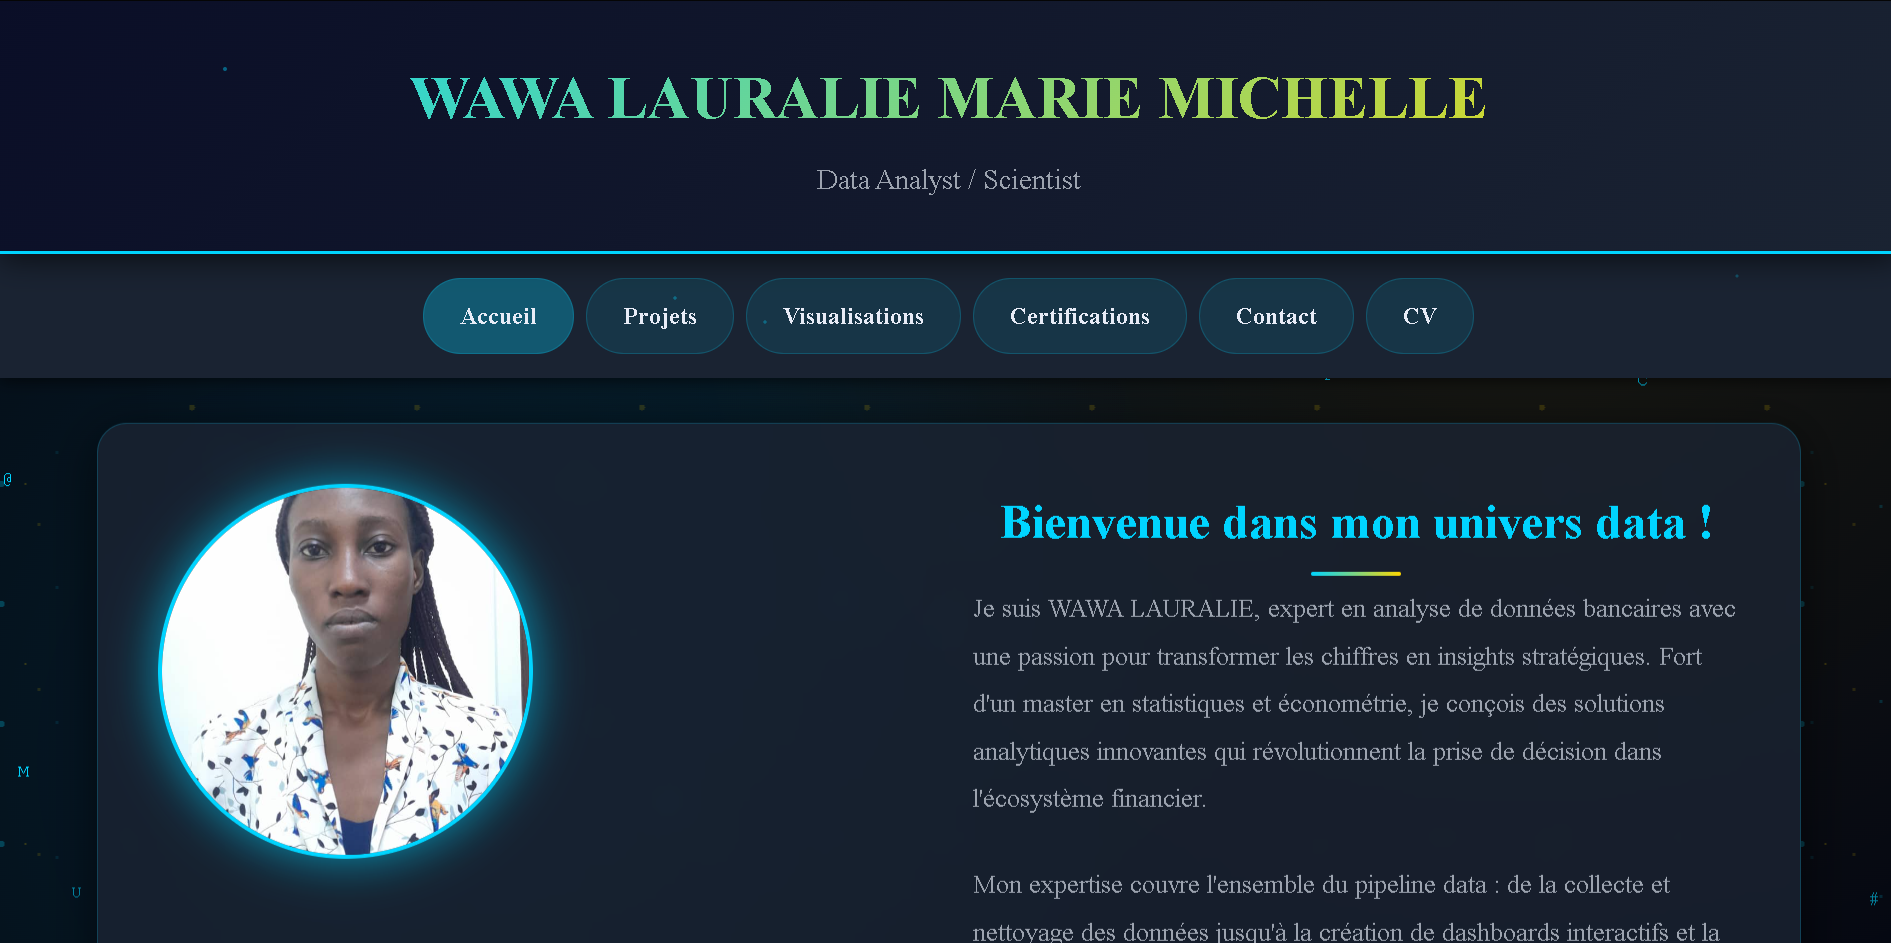 WAWA LAURALIE MARIE MICHELLE
Data Analyst / Scientist
Accueil Projets Visualisations Certifications Contact CV
C
@
Bienvenue dans mon univers data !
Je suis WAWA LAURALIE, expert en analyse de données bancaires avec
une passion pour transformer les chiffres en insights stratégiques. Fort
d'un master en statistiques et économétrie, je conçois des solutions
analytiques innovantes qui révolutionnent la prise de décision dans
l'écosystème financier.
M
Mon expertise couvre l'ensemble du pipeline data : de la collecte et
U
#
nettoyage des données jusqu'à la création de dashboards interactifs et la